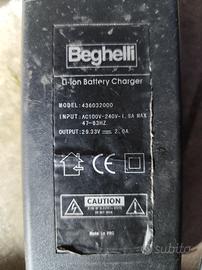 Beghelli
Li-Ion Battery Charger
MODEL: 436032000
INPUT: AC100V-240V~1.8A MAX
47-63HZ
OUTPUT: 29.33V 2.0A
CE
CAUTION
Made in PRC
subito